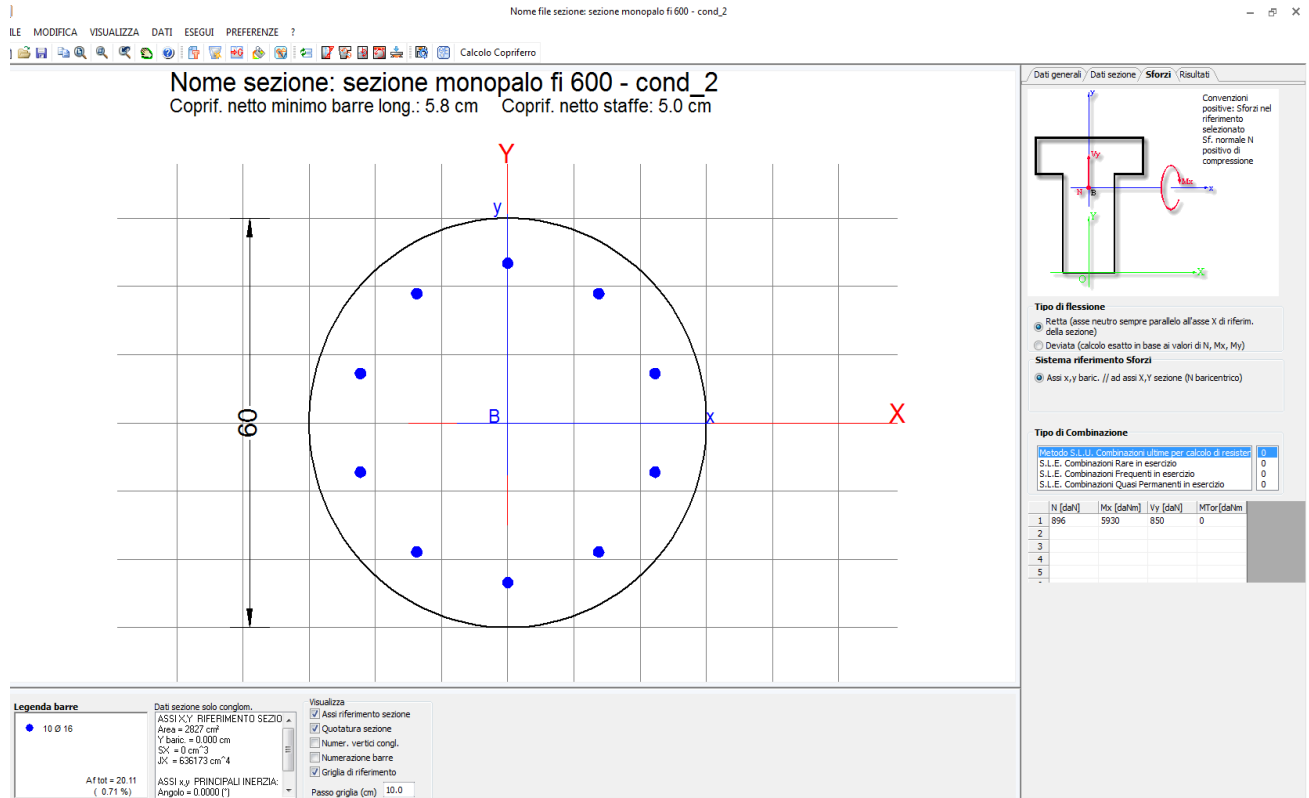 Nome file sezione: sezione monopalo fi 600 - cond_2
ILE MODIFICA VISUALIZZA DATI ESEGUI PREFERENZE ?
Calcolo Copriferro
Nome sezione: sezione monopalo fi 600 - cond_2
Coprif. netto minimo barre long.: 5.8 cm Coprif. netto staffe: 5.0 cm
Y
y
60
B
x
X
Legenda barre
10 Ø 16
Af tot = 20.11
( 0.71 %)
Dati sezione solo conglom.
ASSI X,Y RIFERIMENTO SEZIO
Area = 2827 cm²
Y baric. = 0.000 cm
SX = 0 cm^3
JX = 636173 cm^4
ASSI x,y PRINCIPALI INERZIA:
Angolo = 0.0000 (°)
Visualizza
Assi riferimento sezione
Quotatura sezione
Numer. vertici congl.
Numerazione barre
Griglia di riferimento
Passo griglia (cm) 10.0
Dati generali Dati sezione Sforzi Risultati
Convenzioni
positive: Sforzi nel
riferimento
selezionato
Sf. normale N
positivo di
compressione
y
Vy
Mx
N B x
Y
O X
Tipo di flessione
Retta (asse neutro sempre parallelo all'asse X di riferim.
della sezione)
Deviata (calcolo esatto in base ai valori di N, Mx, My)
Sistema riferimento Sforzi
Assi x,y baric. // ad assi X,Y sezione (N baricentrico)
Tipo di Combinazione
Metodo S.L.U. Combinazioni ultime per calcolo di resister 0
S.L.E. Combinazioni Rare in esercizio 0
S.L.E. Combinazioni Frequenti in esercizio 0
S.L.E. Combinazioni Quasi Permanenti in esercizio 0
N [daN] Mx [daNm] Vy [daN] MTor[daNm
1 896 5930 850 0
2
3
4
5